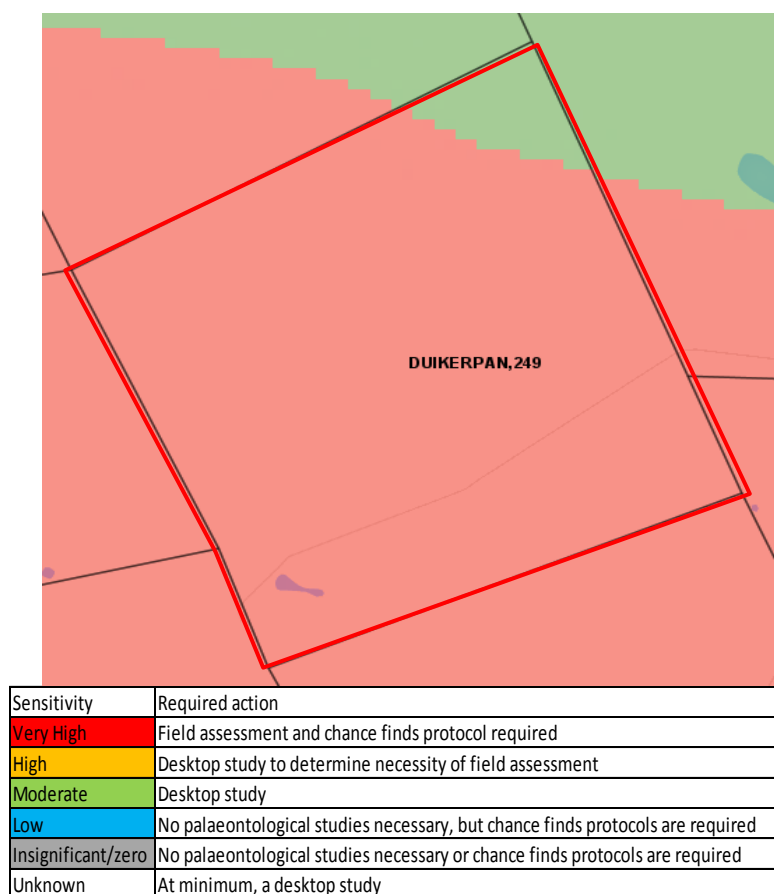 DUIKERPAN,249
Sensitivity Required action
Very High Field assessment and chance finds protocol required
High Desktop study to determine necessity of field assessment
Moderate Desktop study
Low No palaeontological studies necessary, but chance finds protocols are required
Insignificant/zero No palaeontological studies necessary or chance finds protocols are required
Unknown At minimum, a desktop study